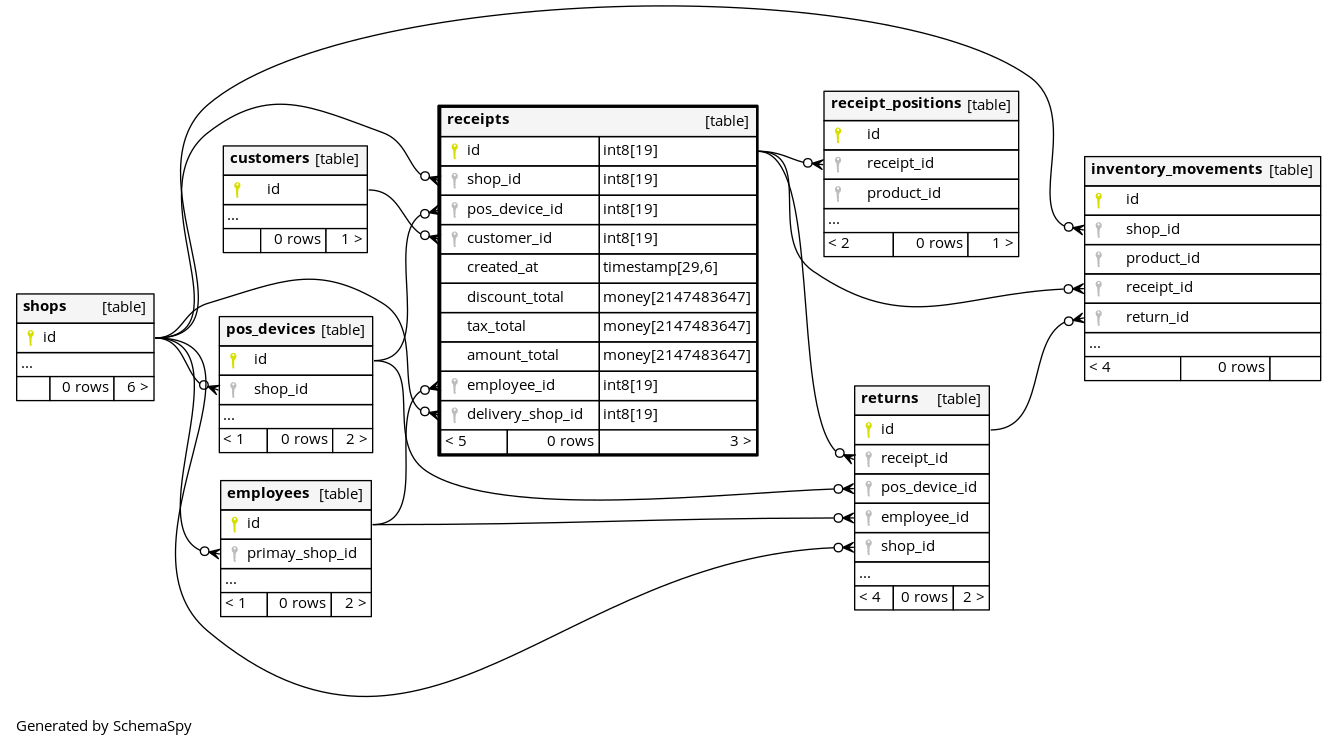 shops [table]
id
...
0 rows 6 >
customers [table]
id
...
0 rows 1 >
pos_devices [table]
id
shop_id
...
< 1 0 rows 2 >
employees [table]
id
primay_shop_id
...
< 1 0 rows 2 >
receipts [table]
id int8[19]
shop_id int8[19]
pos_device_id int8[19]
customer_id int8[19]
created_at timestamp[29,6]
discount_total money[2147483647]
tax_total money[2147483647]
amount_total money[2147483647]
employee_id int8[19]
delivery_shop_id int8[19]
< 5 0 rows 3 >
receipt_positions [table]
id
receipt_id
product_id
...
< 2 0 rows 1 >
returns [table]
id
receipt_id
pos_device_id
employee_id
shop_id
...
< 4 0 rows 2 >
inventory_movements [table]
id
shop_id
product_id
receipt_id
return_id
...
< 4 0 rows
Generated by SchemaSpy